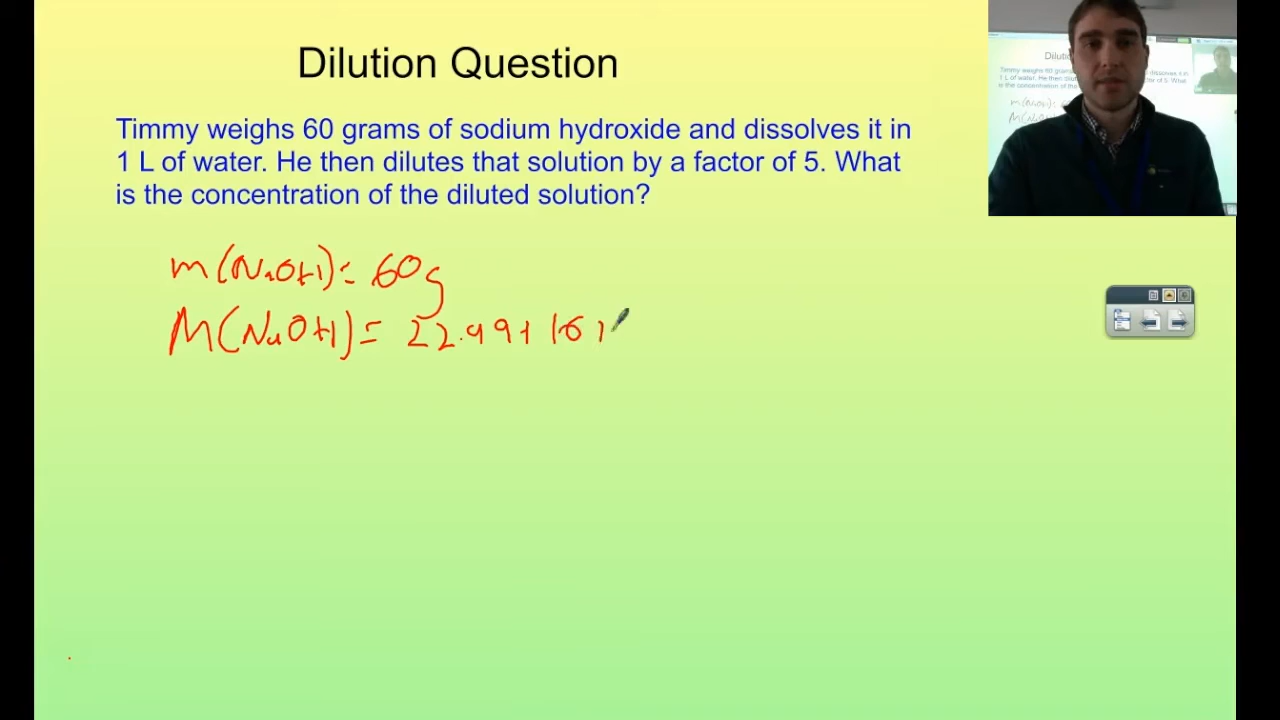 Dilution Question
Timmy weighs 60 grams of sodium hydroxide and dissolves it in
1 L of water. He then dilutes that solution by a factor of 5. What
is the concentration of the diluted solution?
m(NaOH) = 60g
M(NaOH) = 22.99 + 16